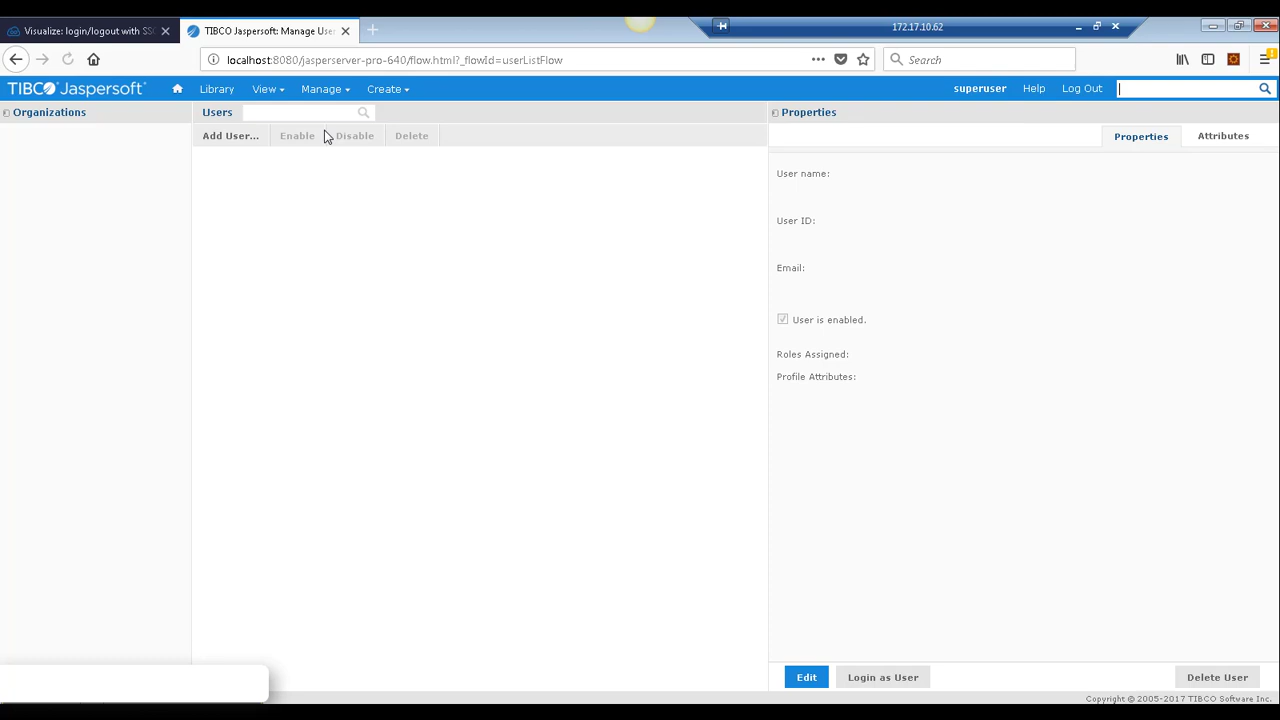 172.17.10.62
Visualize: login/logout with SS
TIBCO Jaspersoft: Manage Use
localhost:8080/jasperserver-pro-640/flow.html?_flowId=userListFlow
Search
TIBCO Jaspersoft®
Library
View
Manage
Create
superuser
Help
Log Out
Organizations
Users
Properties
Add User...
Enable
Disable
Delete
Properties
Attributes
User name:
User ID:
Email:
User is enabled.
Roles Assigned:
Profile Attributes:
Edit
Login as User
Delete User
Copyright © 2005-2017 TIBCO Software Inc.